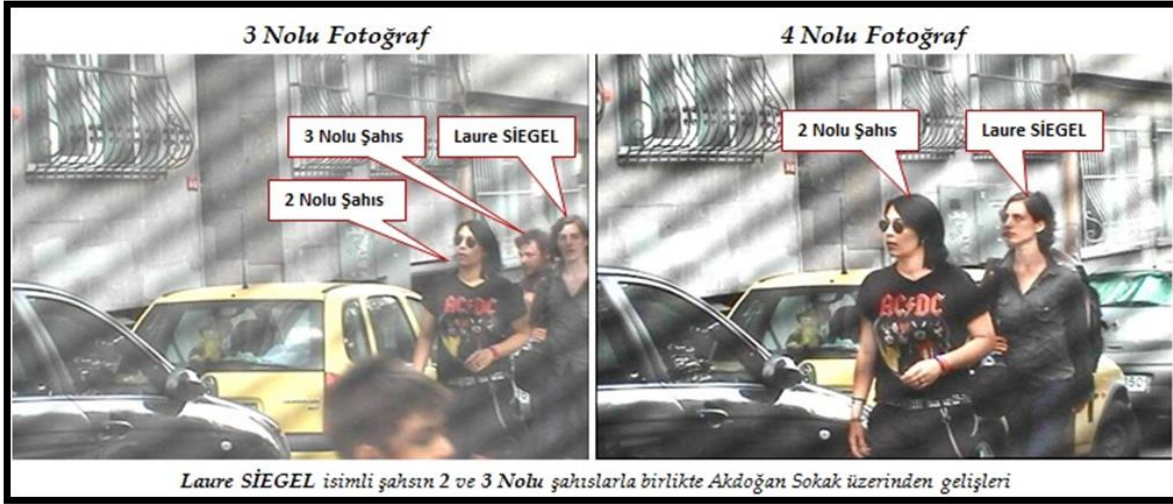 3 Nolu Fotoğraf
4 Nolu Fotoğraf
3 Nolu Şahıs
Laure SİEGEL
2 Nolu Şahıs
2 Nolu Şahıs
Laure SİEGEL
AC DC
AC DC
Laure SİEGEL isimli şahsın 2 ve 3 Nolu şahıslarla birlikte Akdoğan Sokak üzerinden gelişleri